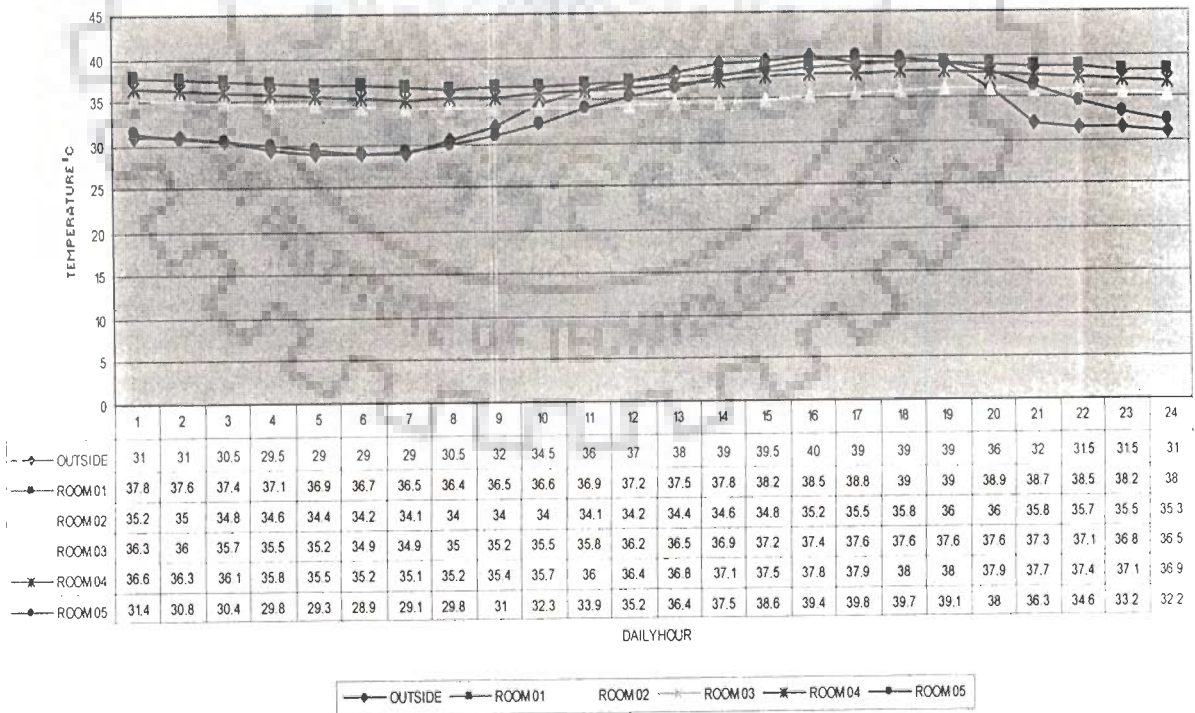 45
40
35
30
25
20
15
10
5
0
TEMPERATURE °C
1 2 3 4 5 6 7 8 9 10 11 12 13 14 15 16 17 18 19 20 21 22 23 24
OUTSIDE 31 31 30.5 29.5 29 29 29 30.5 32 34.5 36 37 38 39 39.5 40 39 39 39 36 32 31.5 31.5 31
ROOM 01 37.8 37.6 37.4 37.1 36.9 36.7 36.5 36.4 36.5 36.6 36.9 37.2 37.5 37.8 38.2 38.5 38.8 39 39 38.9 38.7 38.5 38.2 38
ROOM 02 35.2 35 34.8 34.6 34.4 34.2 34.1 34 34 34 34.1 34.2 34.4 34.6 34.8 35.2 35.5 35.8 36 36 35.8 35.7 35.5 35.3
ROOM 03 36.3 36 35.7 35.5 35.2 34.9 34.9 35 35.2 35.5 35.8 36.2 36.5 36.9 37.2 37.4 37.6 37.6 37.6 37.6 37.3 37.1 36.8 36.5
ROOM 04 36.6 36.3 36.1 35.8 35.5 35.2 35.1 35.2 35.4 35.7 36 36.4 36.8 37.1 37.5 37.8 37.9 38 38 37.9 37.7 37.4 37.1 36.9
ROOM 05 31.4 30.8 30.4 29.8 29.3 28.9 29.1 29.8 31 32.3 33.9 35.2 36.4 37.5 38.6 39.4 39.8 39.7 39.1 38 36.3 34.6 33.2 32.2
DAILY HOUR
OUTSIDE ROOM 01 ROOM 02 ROOM 03 ROOM 04 ROOM 05